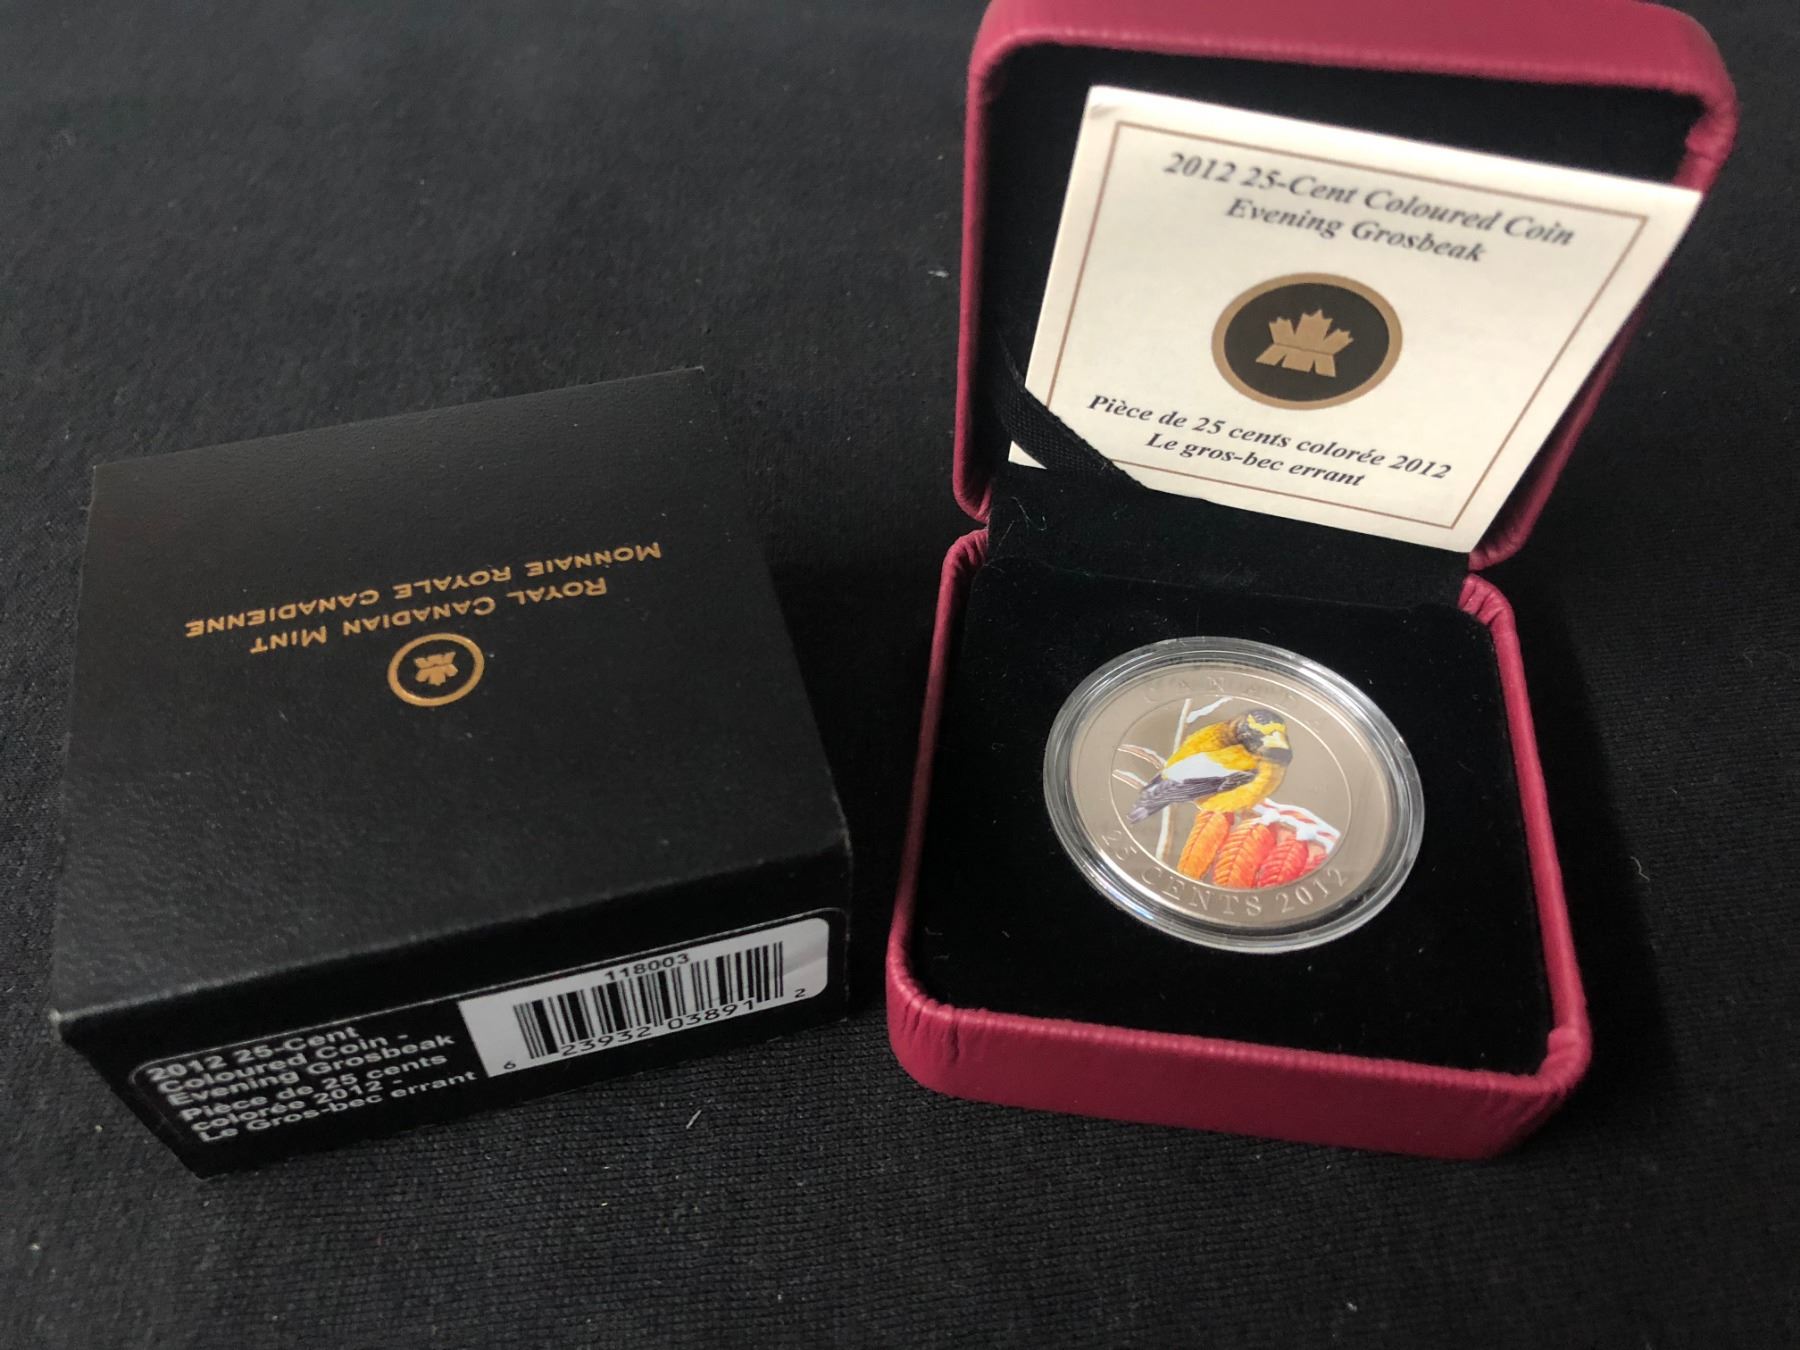 2012 25-Cent Coloured Coin
Evening Grosbeak
Pièce de 25 cents colorée 2012
Le gros-bec errant
CANADA
25 CENTS 2012
ROYAL CANADIAN MINT
MONNAIE ROYALE CANADIENNE
2012 25-Cent
Coloured Coin -
Evening Grosbeak
Pièce de 25 cents
colorée 2012 -
Le Gros-bec errant
118003
6 23932 03891 2